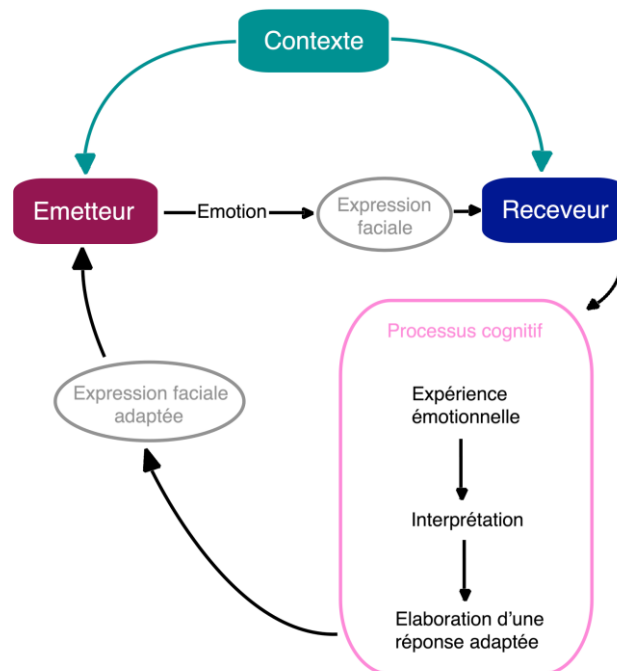 Contexte
Emetteur
Emotion
Expression
faciale
Receveur
Processus cognitif
Expérience
émotionnelle
Interprétation
Elaboration d'une
réponse adaptée
Expression faciale
adaptée